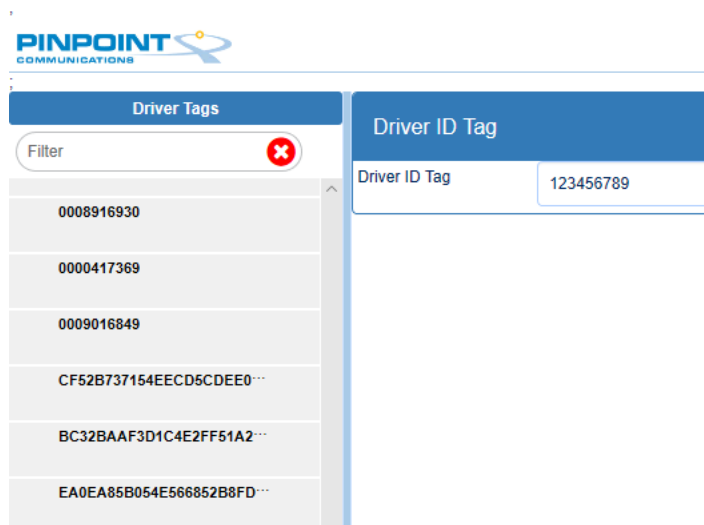 ,
PINPOINT
COMMUNICATIONS
;
Driver Tags
Filter
0008916930
0000417369
0009016849
CF52B737154EECD5CDEE0...
BC32BAAF3D1C4E2FF51A2...
EA0EA85B054E566852B8FD...
Driver ID Tag
Driver ID Tag 123456789